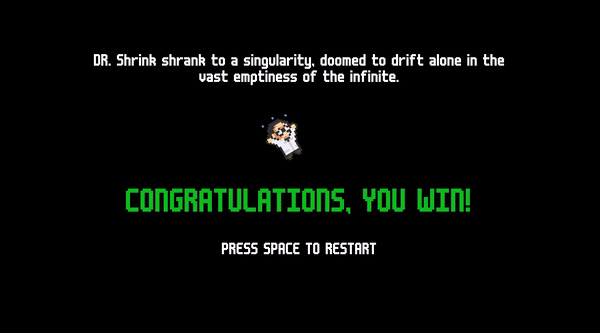 DR. Shrink shrank to a singularity, doomed to drift alone in the
vast emptiness of the infinite.
CONGRATULATIONS, YOU WIN!
PRESS SPACE TO RESTART